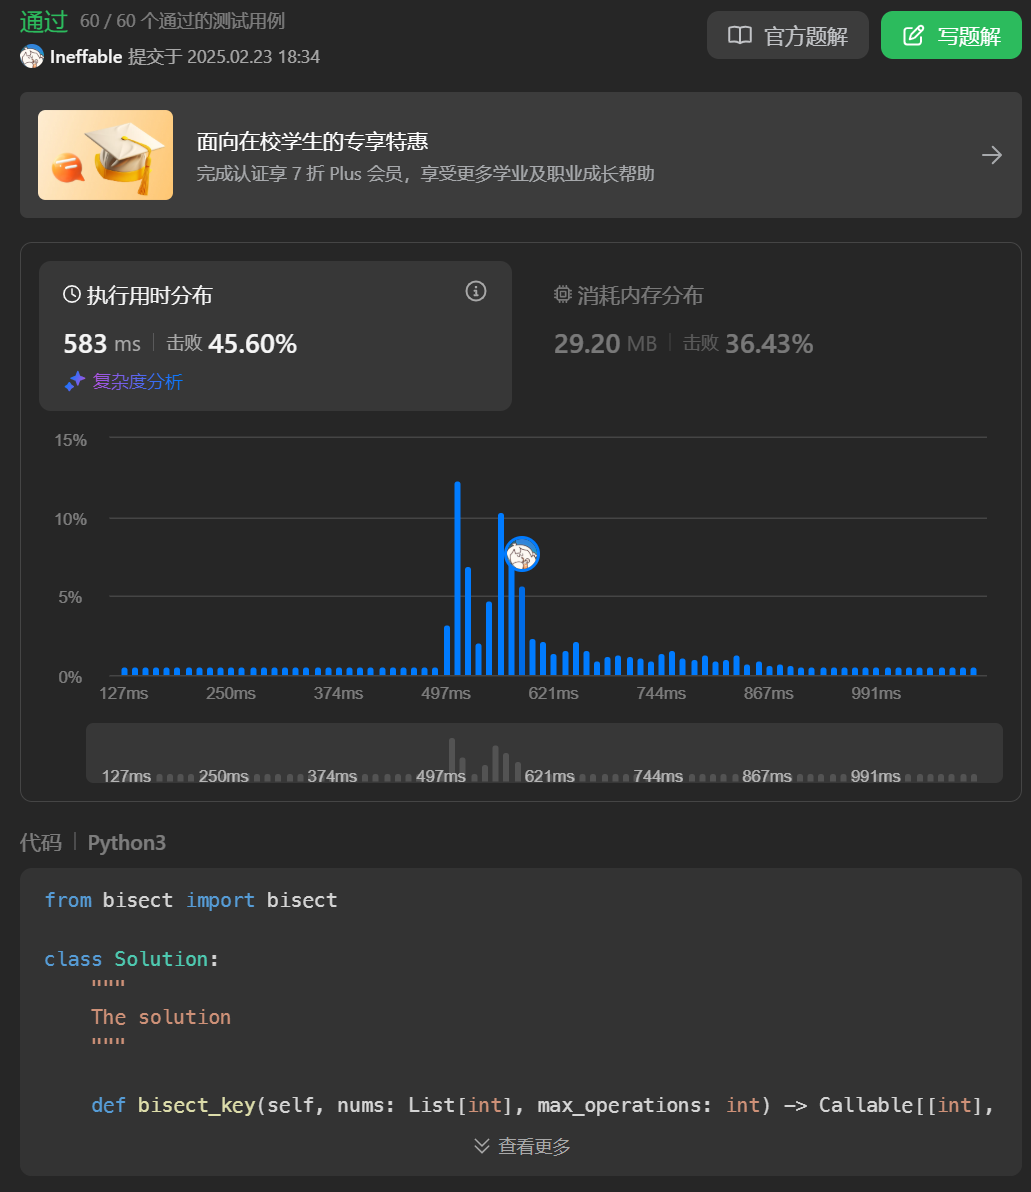 通过 60 / 60 个通过的测试用例
官方题解
写题解
Ineffable 提交于 2025.02.23 18:34
面向在校学生的专享特惠
完成认证享 7 折 Plus 会员，享受更多学业及职业成长帮助
执行用时分布
583 ms 击败 45.60%
复杂度分析
消耗内存分布
29.20 MB 击败 36.43%
15%
10%
5%
0%
127ms 250ms 374ms 497ms 621ms 744ms 867ms 991ms
127ms 250ms 374ms 497ms 621ms 744ms 867ms 991ms
代码 Python3
from bisect import bisect
class Solution:
"""
The solution
"""
def bisect_key(self, nums: List[int], max_operations: int) -> Callable[[int],
查看更多